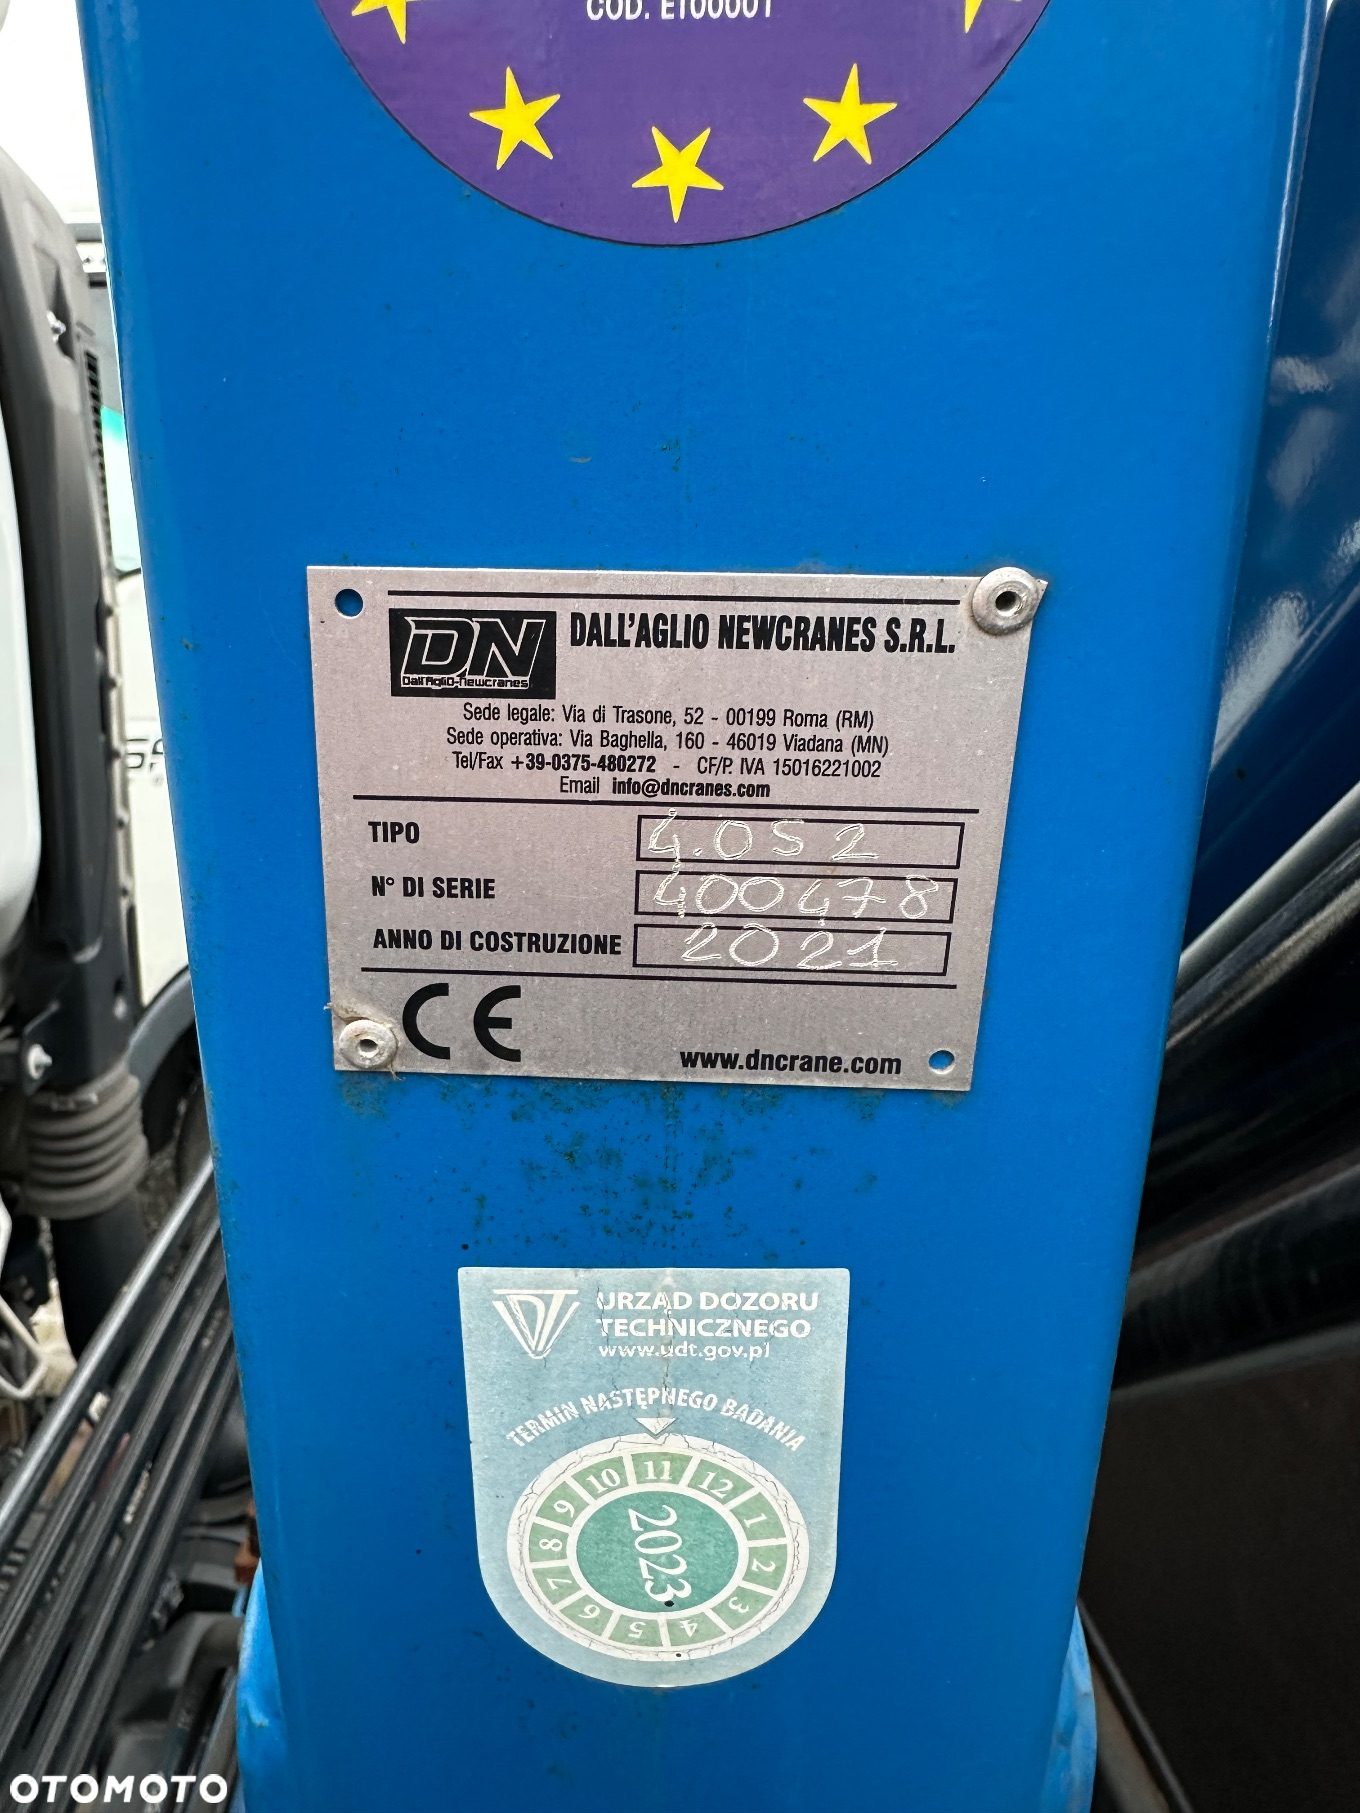 COD. ET00001
DN
Dall'Aglio-Newcranes
DALL'AGLIO NEWCRANES S.R.L.
Sede legale: Via di Trasone, 52 - 00199 Roma (RM)
Sede operativa: Via Baghella, 160 - 46019 Viadana (MN)
Tel/Fax +39-0375-480272 - CF/P. IVA 15016221002
Email info@dncranes.com
TIPO 4.0S2
N° DI SERIE 400478
ANNO DI COSTRUZIONE 2021
CE
www.dncrane.com
UDT
URZĄD DOZORU
TECHNICZNEGO
www.udt.gov.pl
TERMIN NASTĘPNEGO BADANIA
1 2 3 4 5 6 7 8 9 10 11 12
2023
OTOMOTO